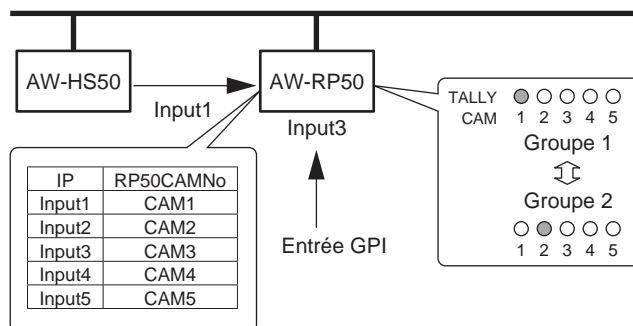 AW-HS50
AW-RP50
Input1
Input3
Entrée GPI
IP RP50CAMNo
Input1 CAM1
Input2 CAM2
Input3 CAM3
Input4 CAM4
Input5 CAM5
TALLY
CAM 1 2 3 4 5
Groupe 1
Groupe 2
1 2 3 4 5